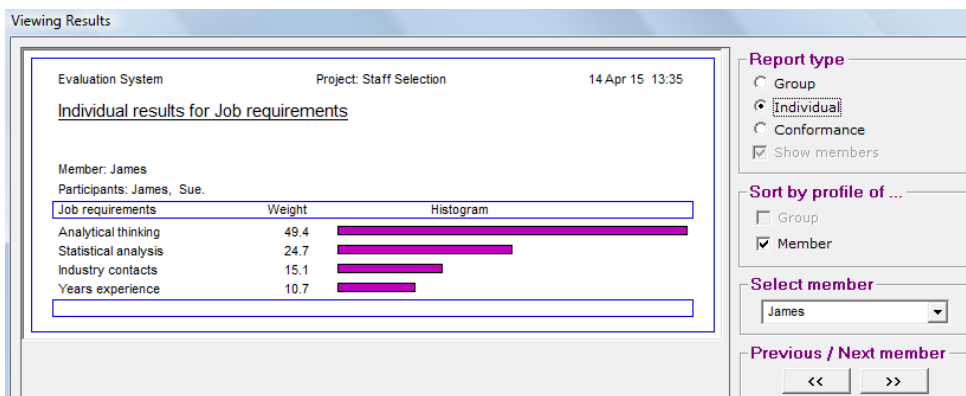 Viewing Results
Evaluation System Project: Staff Selection 14 Apr 15 13:35
Individual results for Job requirements
Member: James
Participants: James, Sue.
Job requirements Weight Histogram
Analytical thinking 49.4
Statistical analysis 24.7
Industry contacts 15.1
Years experience 10.7
Report type
Group
Individual
Conformance
Show members
Sort by profile of ...
Group
Member
Select member
James
Previous / Next member
<< >>